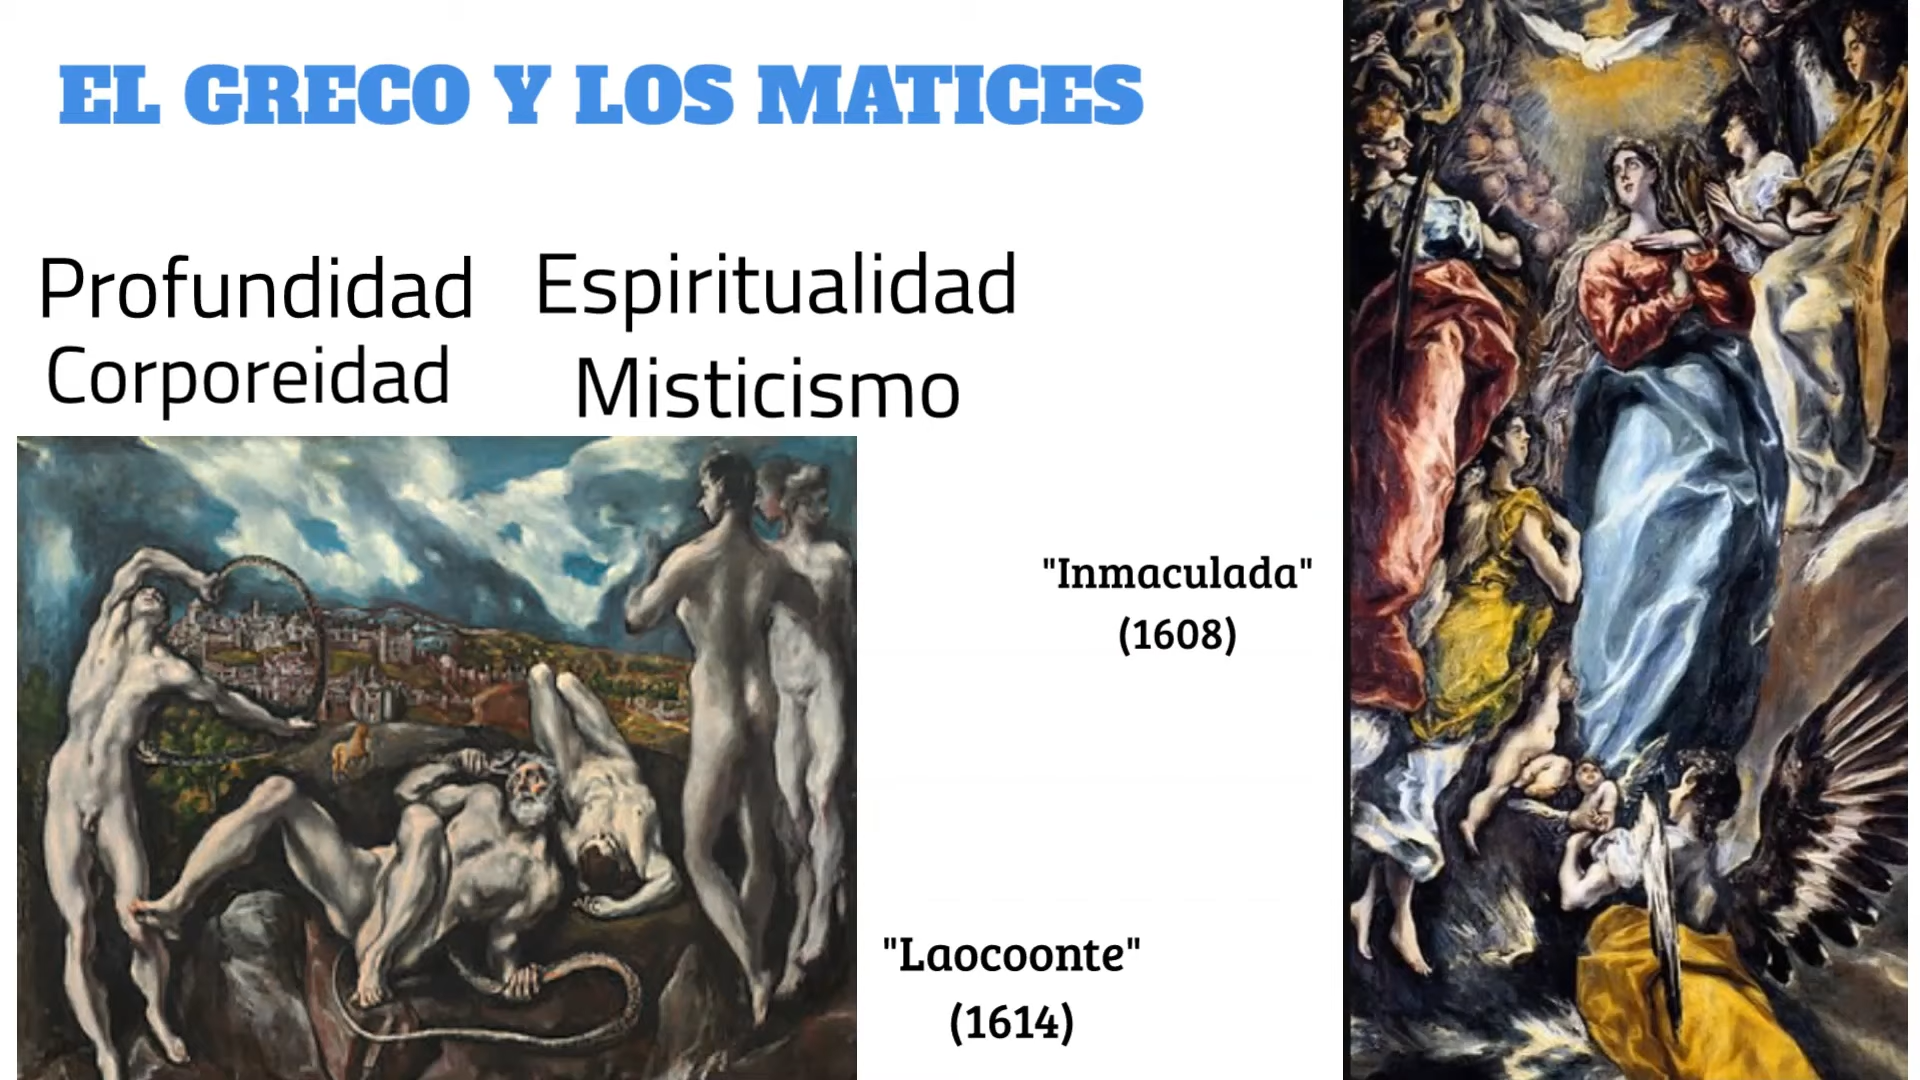 EL GRECO Y LOS MATICES
Profundidad
Corporeidad
Espiritualidad
Misticismo
"Inmaculada"
(1608)
"Laocoonte"
(1614)